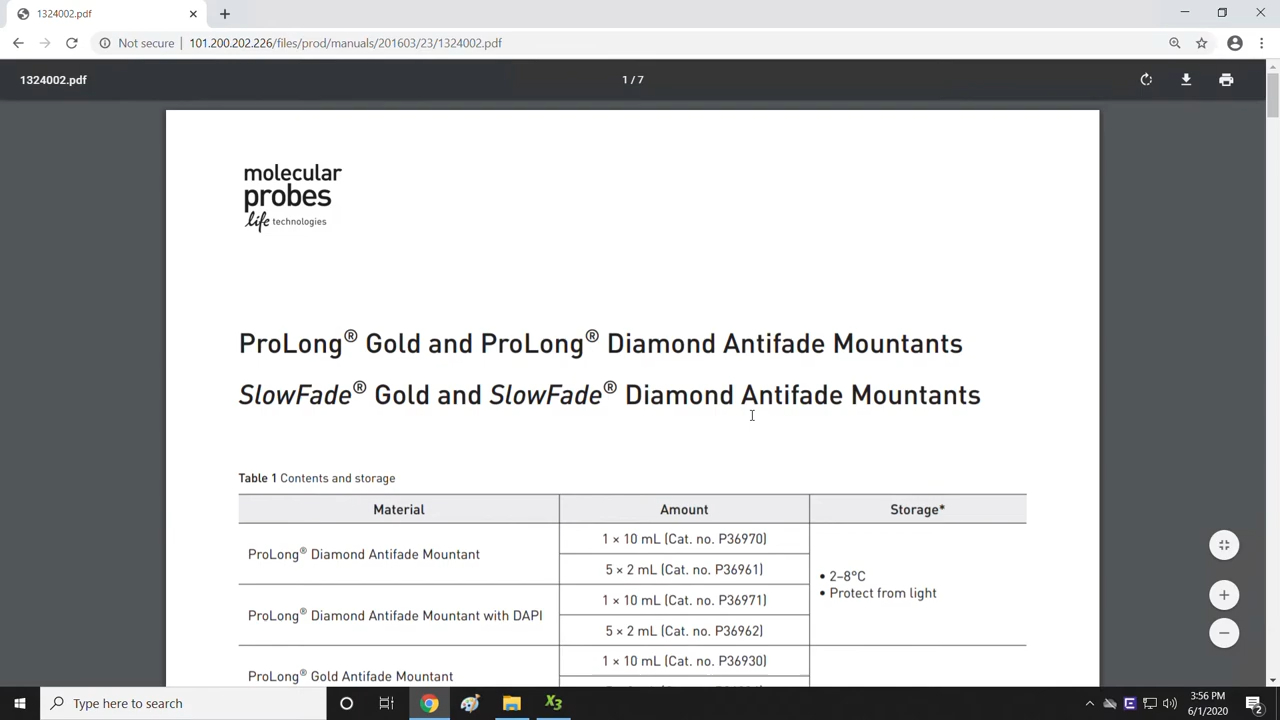 1324002.pdf
Not secure
101.200.202.226/files/prod/manuals/201603/23/1324002.pdf
1324002.pdf
1 / 7
molecular
probes
life technologies
ProLong® Gold and ProLong® Diamond Antifade Mountants
SlowFade® Gold and SlowFade® Diamond Antifade Mountants
Table 1 Contents and storage
Material Amount Storage*
ProLong® Diamond Antifade Mountant
1 × 10 mL (Cat. no. P36970)
5 × 2 mL (Cat. no. P36961)
• 2–8°C
• Protect from light
ProLong® Diamond Antifade Mountant with DAPI
1 × 10 mL (Cat. no. P36971)
5 × 2 mL (Cat. no. P36962)
ProLong® Gold Antifade Mountant
1 × 10 mL (Cat. no. P36930)
Type here to search
3:56 PM
6/1/2020
2